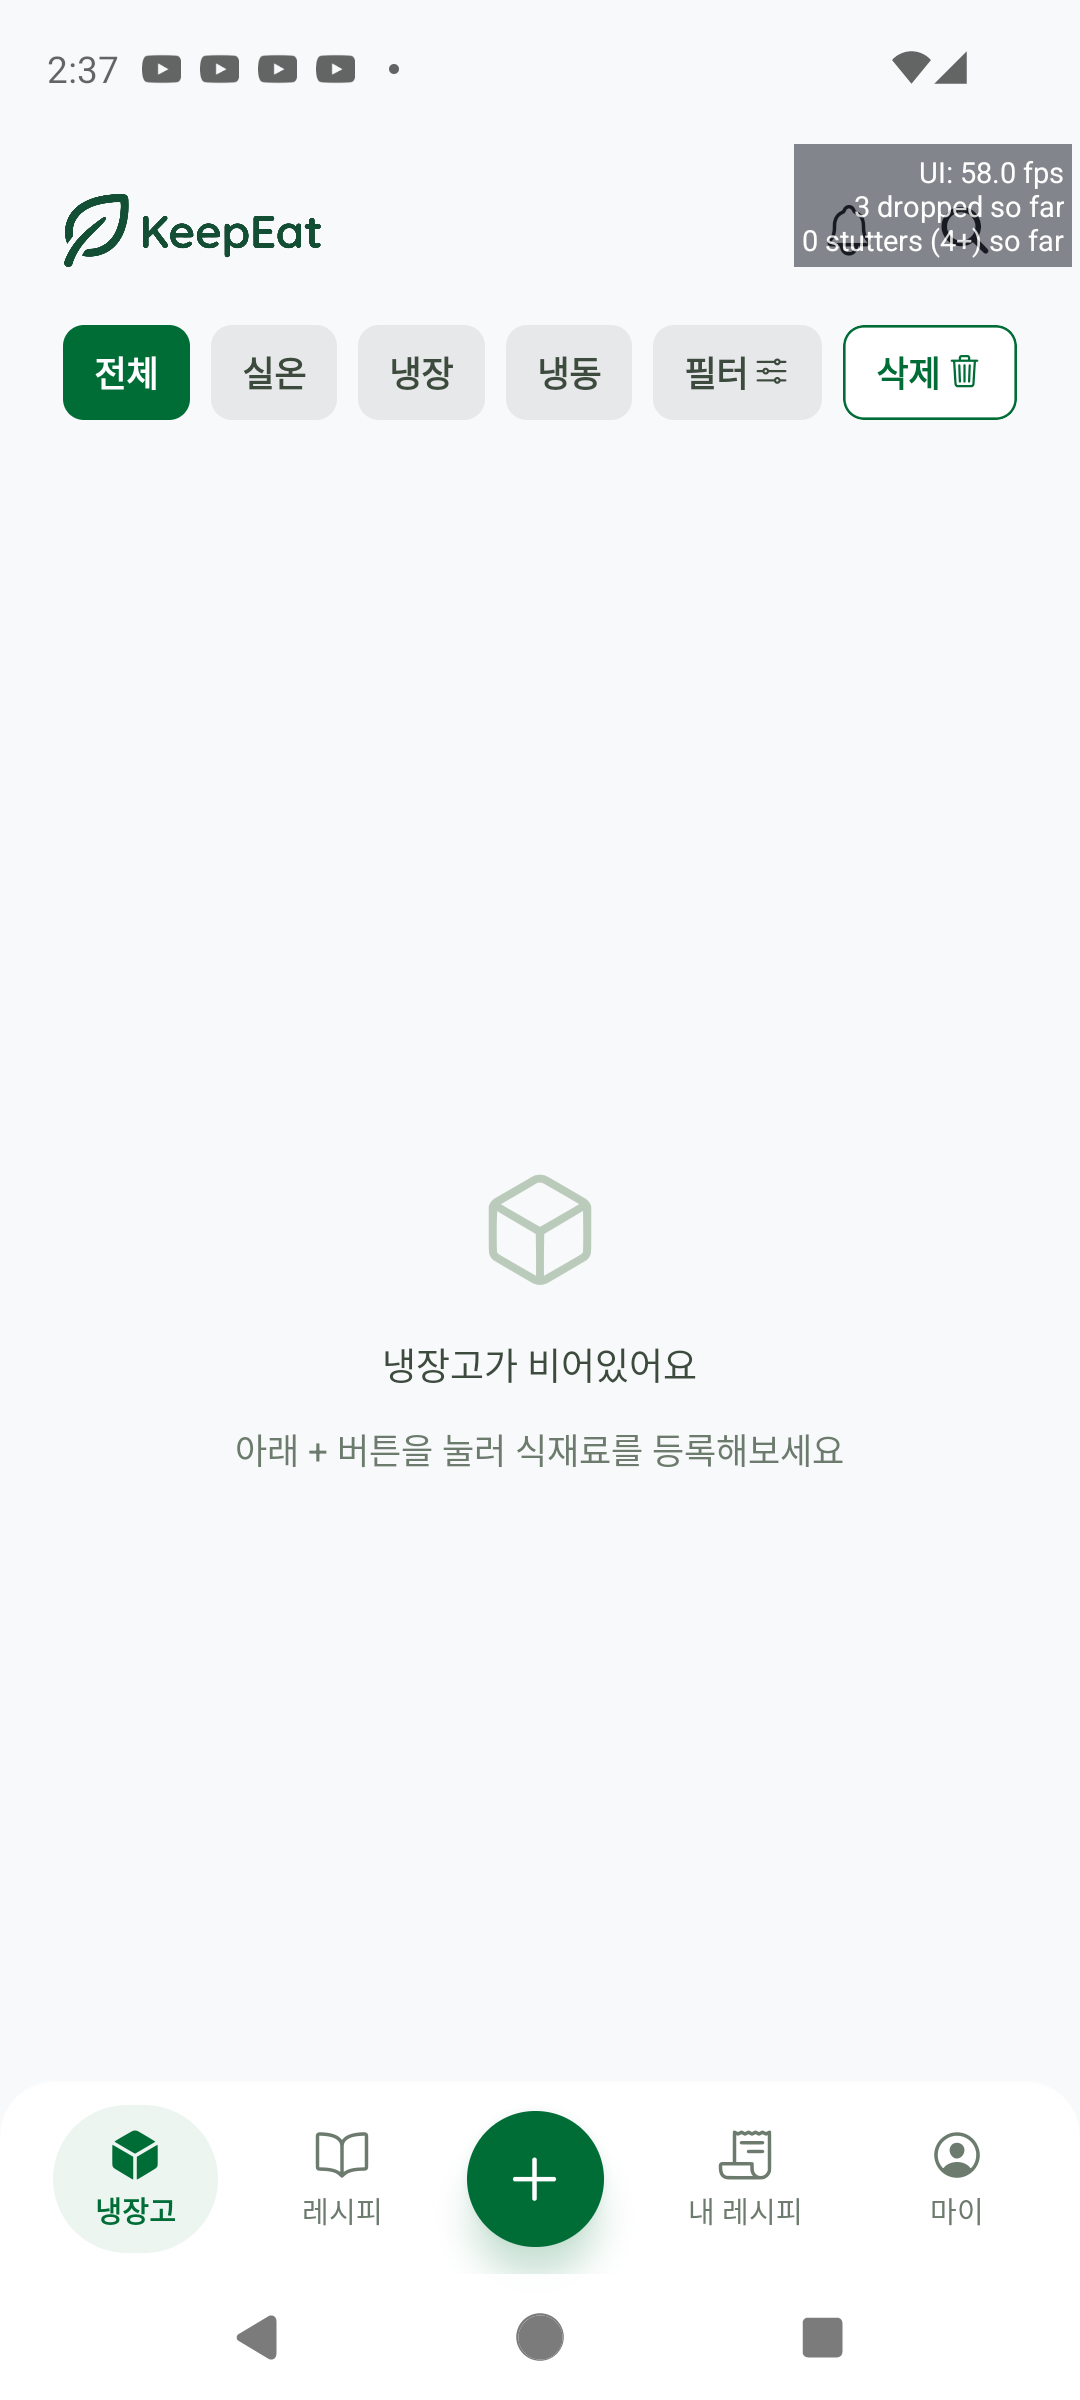 2:37
UI: 58.0 fps
3 dropped so far
0 stutters (4+) so far
KeepEat
전체 실온 냉장 냉동 필터 삭제
냉장고가 비어있어요
아래 + 버튼을 눌러 식재료를 등록해보세요
냉장고 레시피 내 레시피 마이